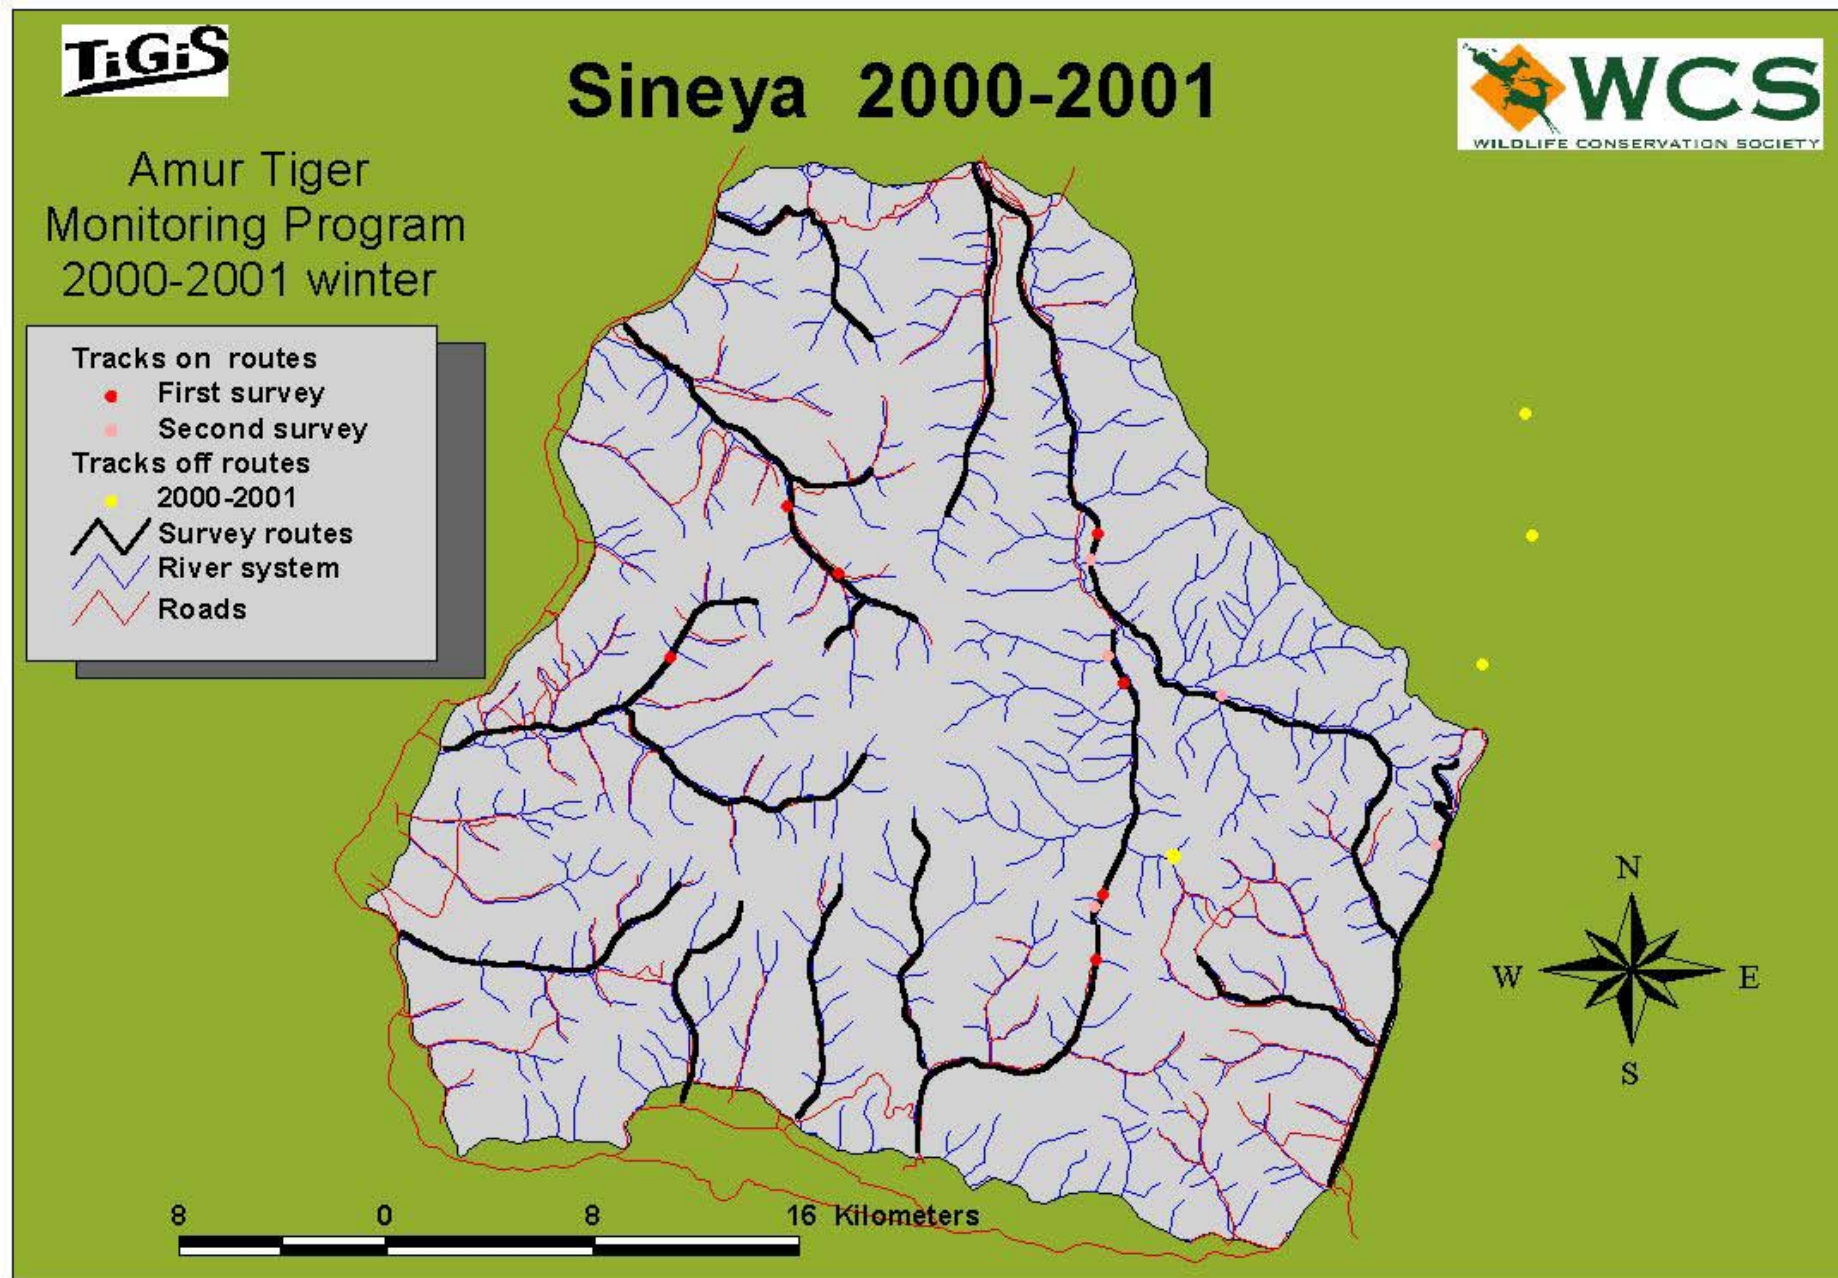 TiGiS
Sineya 2000-2001
WCS
WILDLIFE CONSERVATION SOCIETY
Amur Tiger
Monitoring Program
2000-2001 winter
Tracks on routes
First survey
Second survey
Tracks off routes
2000-2001
Survey routes
River system
Roads
N
W
E
S
8 0 8 16 Kilometers